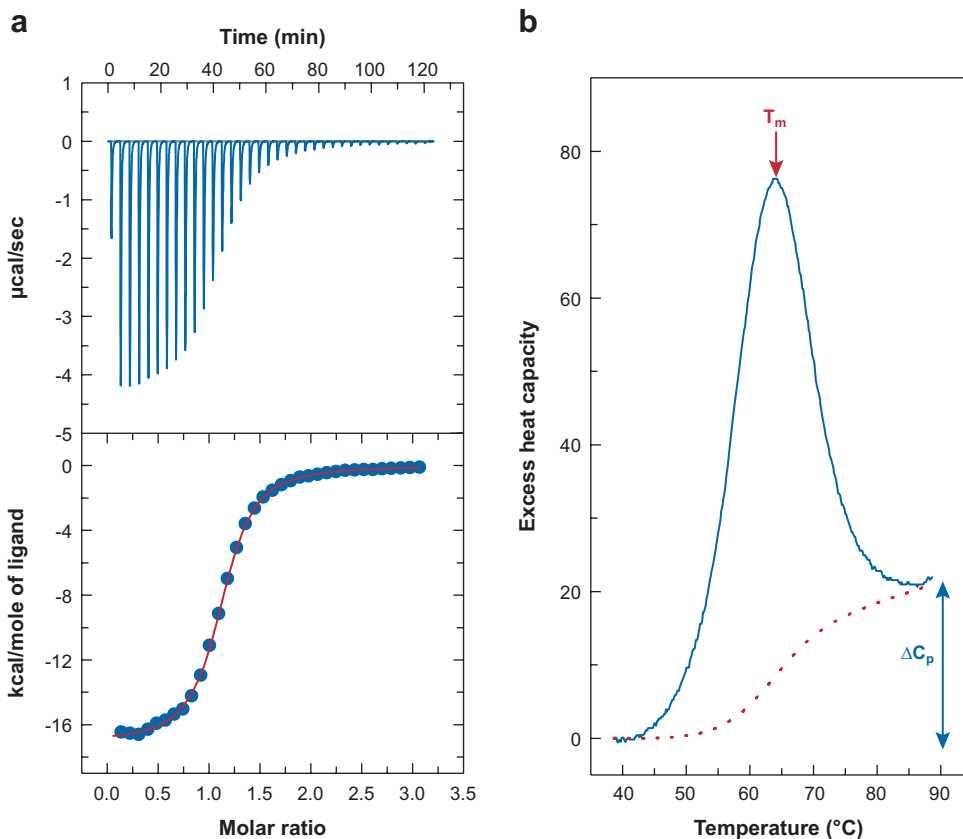 a
Time (min)
0 20 40 60 80 100 120
1
0
-1
-2
-3
-4
-5
µcal/sec
0
-4
-8
-12
-16
kcal/mole of ligand
0.0 0.5 1.0 1.5 2.0 2.5 3.0 3.5
Molar ratio
b
Tm
80
60
40
20
0
Excess heat capacity
ΔCp
40 50 60 70 80 90
Temperature (°C)